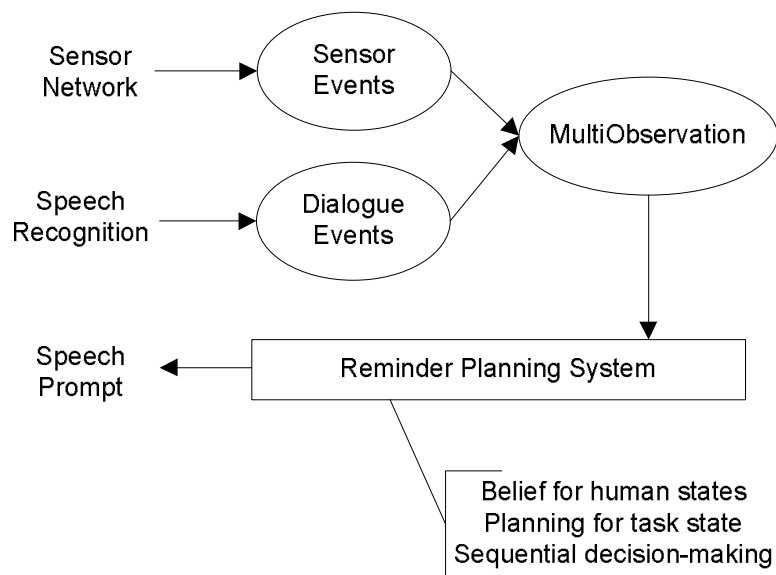 Sensor
Network
Sensor
Events
MultiObservation
Speech
Recognition
Dialogue
Events
Speech
Prompt
Reminder Planning System
Belief for human states
Planning for task state
Sequential decision-making